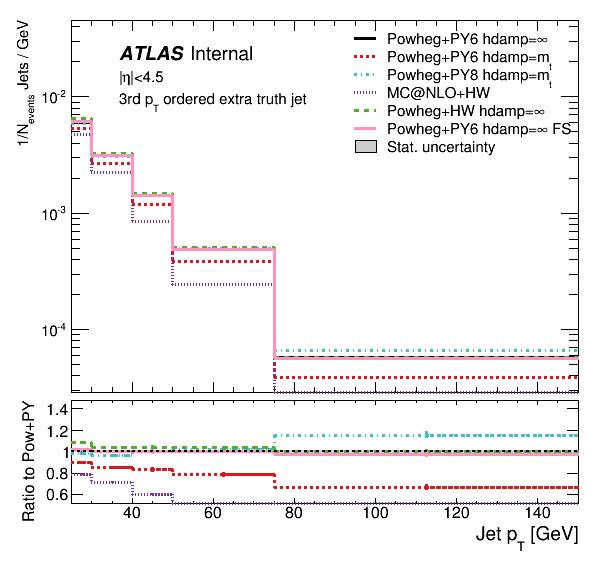 1/N_events Jets / GeV
ATLAS Internal
|η|<4.5
3rd p_T ordered extra truth jet
Powheg+PY6 hdamp=∞
Powheg+PY6 hdamp=m_t
Powheg+PY8 hdamp=m_t
MC@NLO+HW
Powheg+HW hdamp=∞
Powheg+PY6 hdamp=∞ FS
Stat. uncertainty
10^-2
10^-3
10^-4
Ratio to Pow+PY
1.4
1.2
1
0.8
0.6
40 60 80 100 120 140
Jet p_T [GeV]